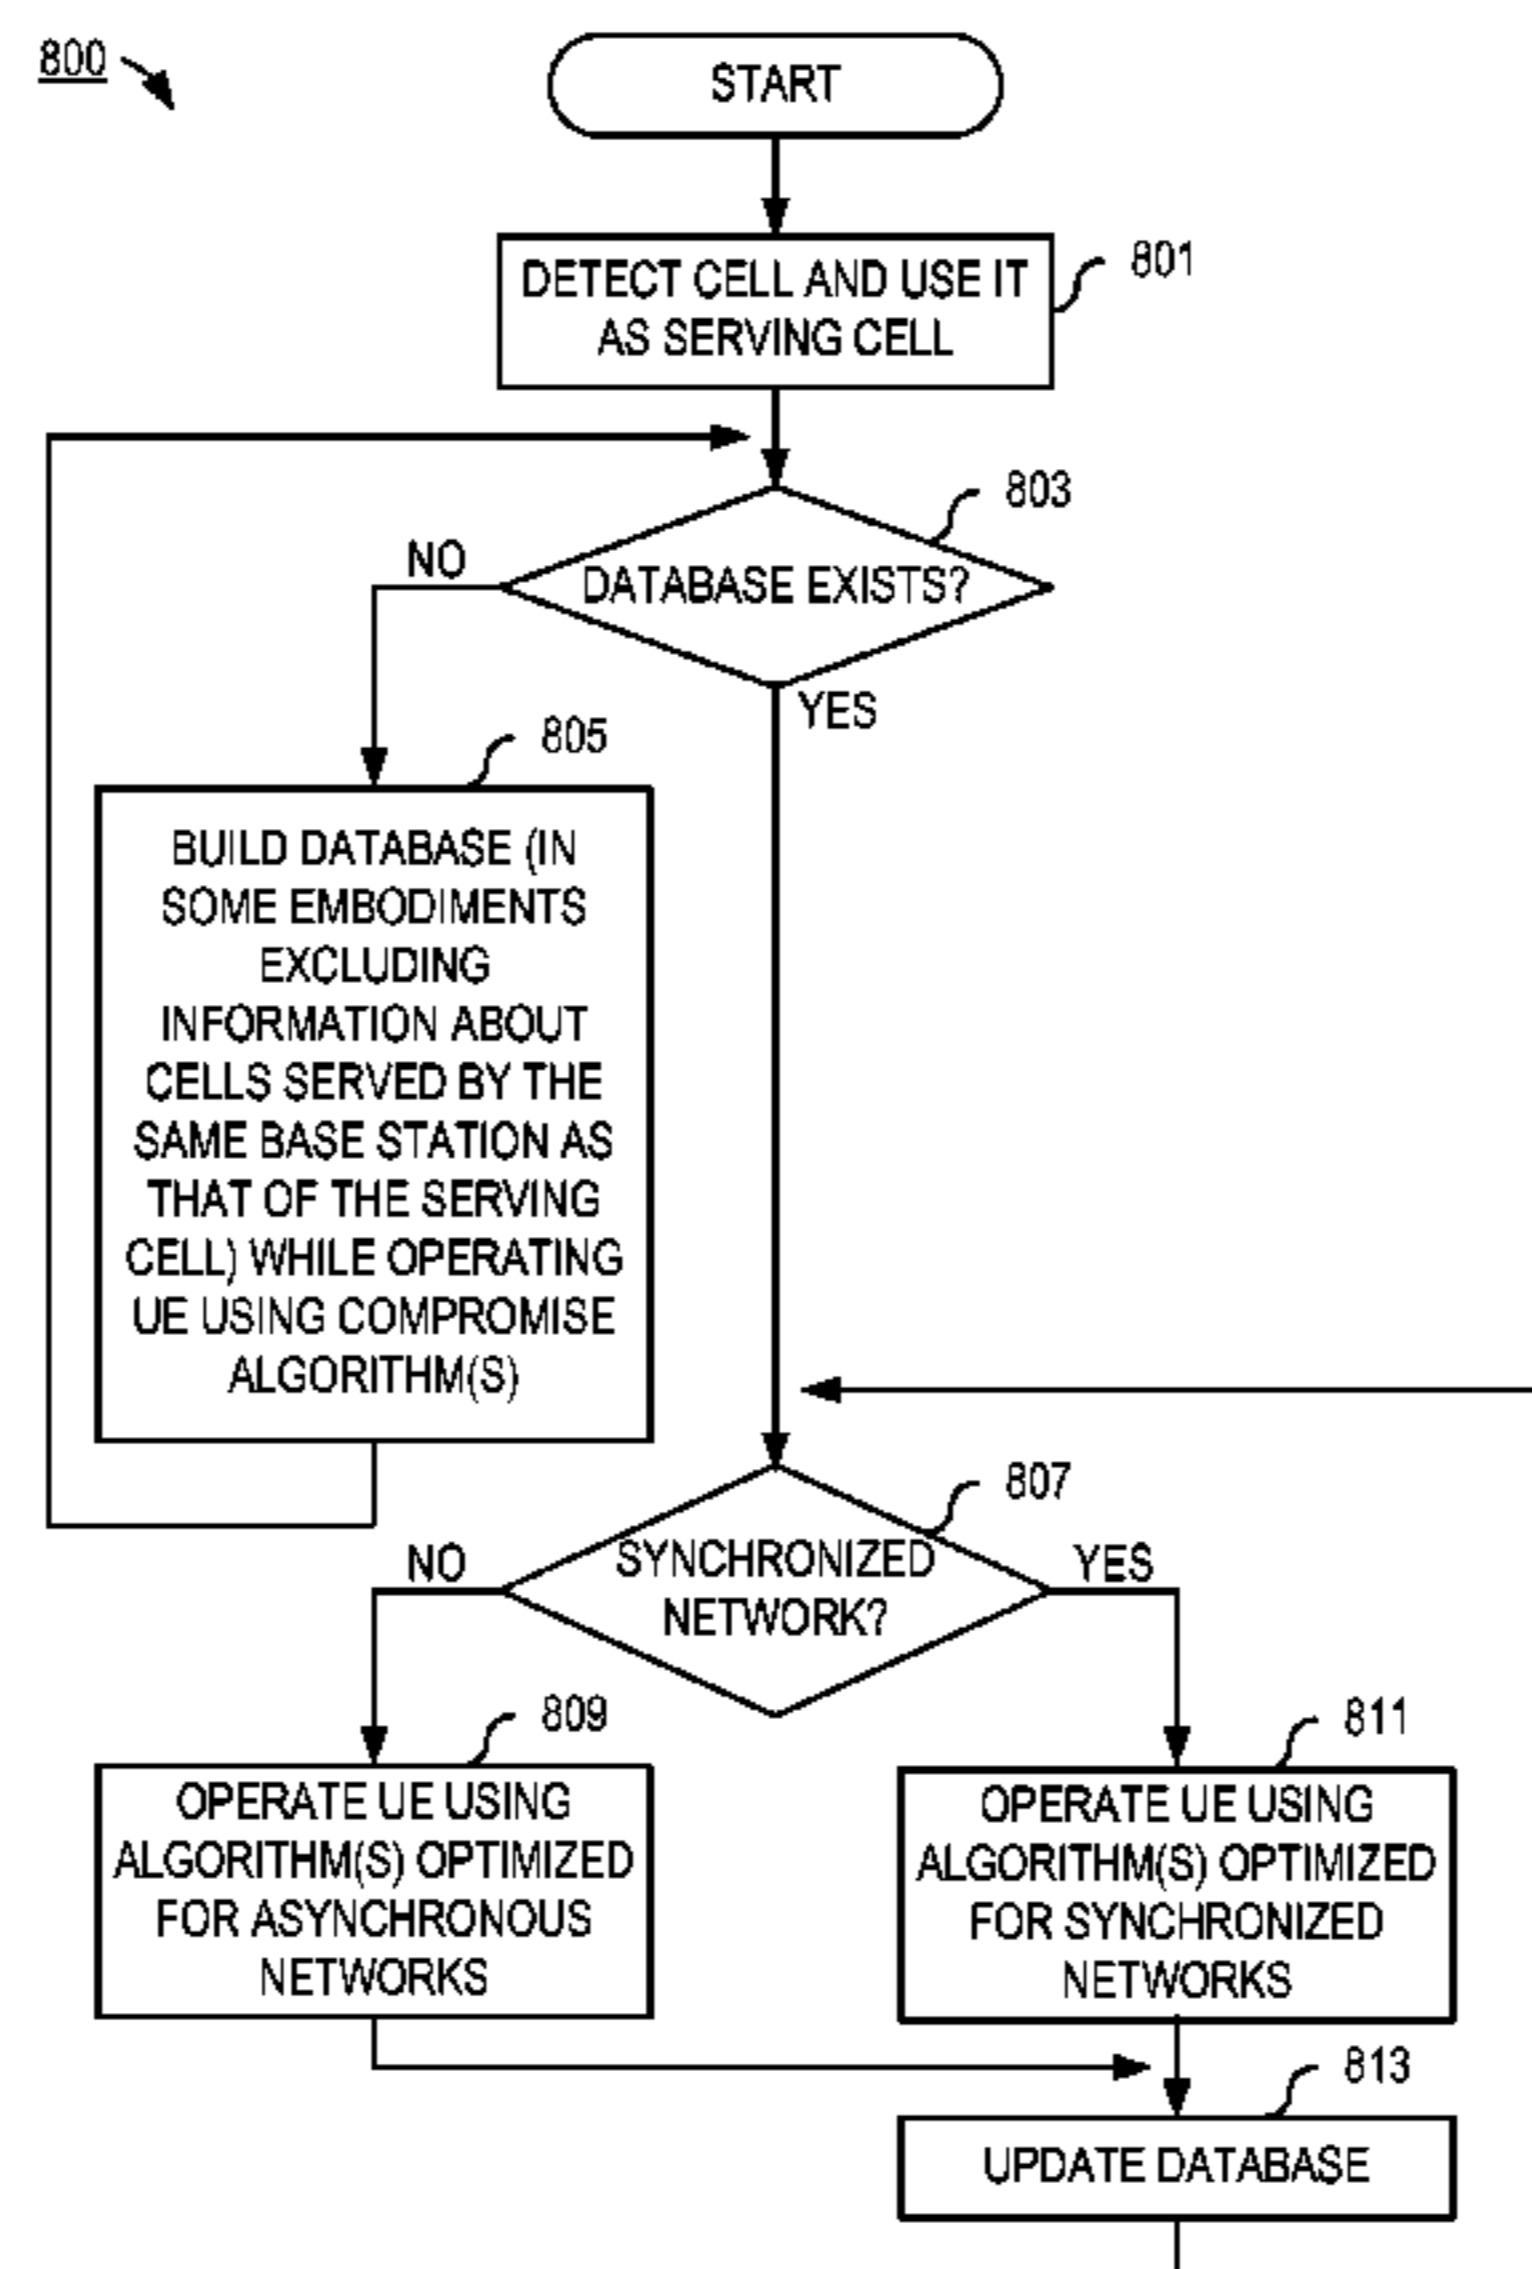 800
START
DETECT CELL AND USE IT
AS SERVING CELL
801
803
DATABASE EXISTS?
NO
YES
805
BUILD DATABASE (IN
SOME EMBODIMENTS
EXCLUDING
INFORMATION ABOUT
CELLS SERVED BY THE
SAME BASE STATION AS
THAT OF THE SERVING
CELL) WHILE OPERATING
UE USING COMPROMISE
ALGORITHM(S)
807
SYNCHRONIZED
NETWORK?
NO
YES
809
OPERATE UE USING
ALGORITHM(S) OPTIMIZED
FOR ASYNCHRONOUS
NETWORKS
811
OPERATE UE USING
ALGORITHM(S) OPTIMIZED
FOR SYNCHRONIZED
NETWORKS
813
UPDATE DATABASE